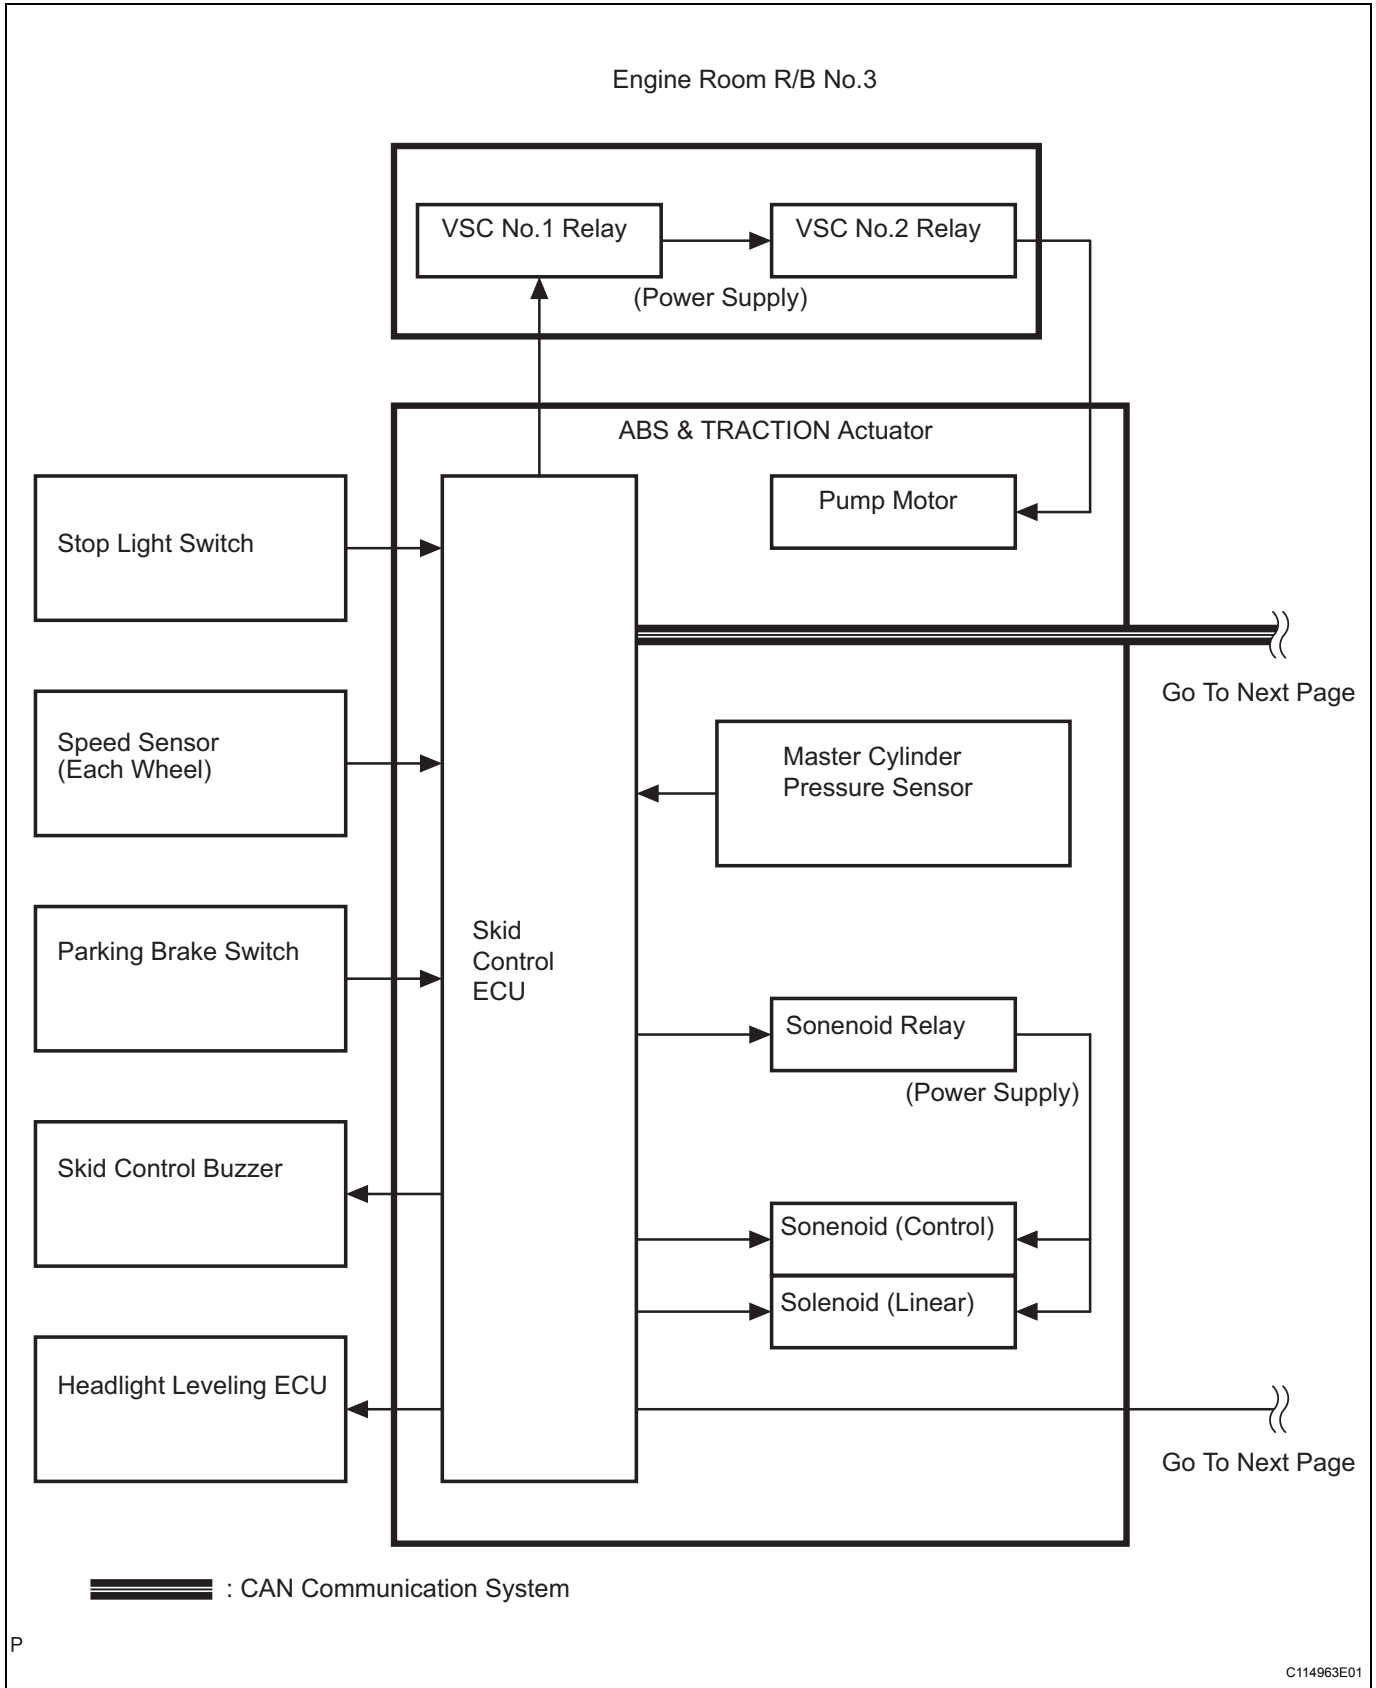 Engine Room R/B No.3
VSC No.1 Relay
VSC No.2 Relay
(Power Supply)
ABS & TRACTION Actuator
Pump Motor
Stop Light Switch
Go To Next Page
Speed Sensor
(Each Wheel)
Master Cylinder
Pressure Sensor
Parking Brake Switch
Skid
Control
ECU
Sonenoid Relay
(Power Supply)
Skid Control Buzzer
Sonenoid (Control)
Solenoid (Linear)
Headlight Leveling ECU
Go To Next Page
: CAN Communication System
P
C114963E01